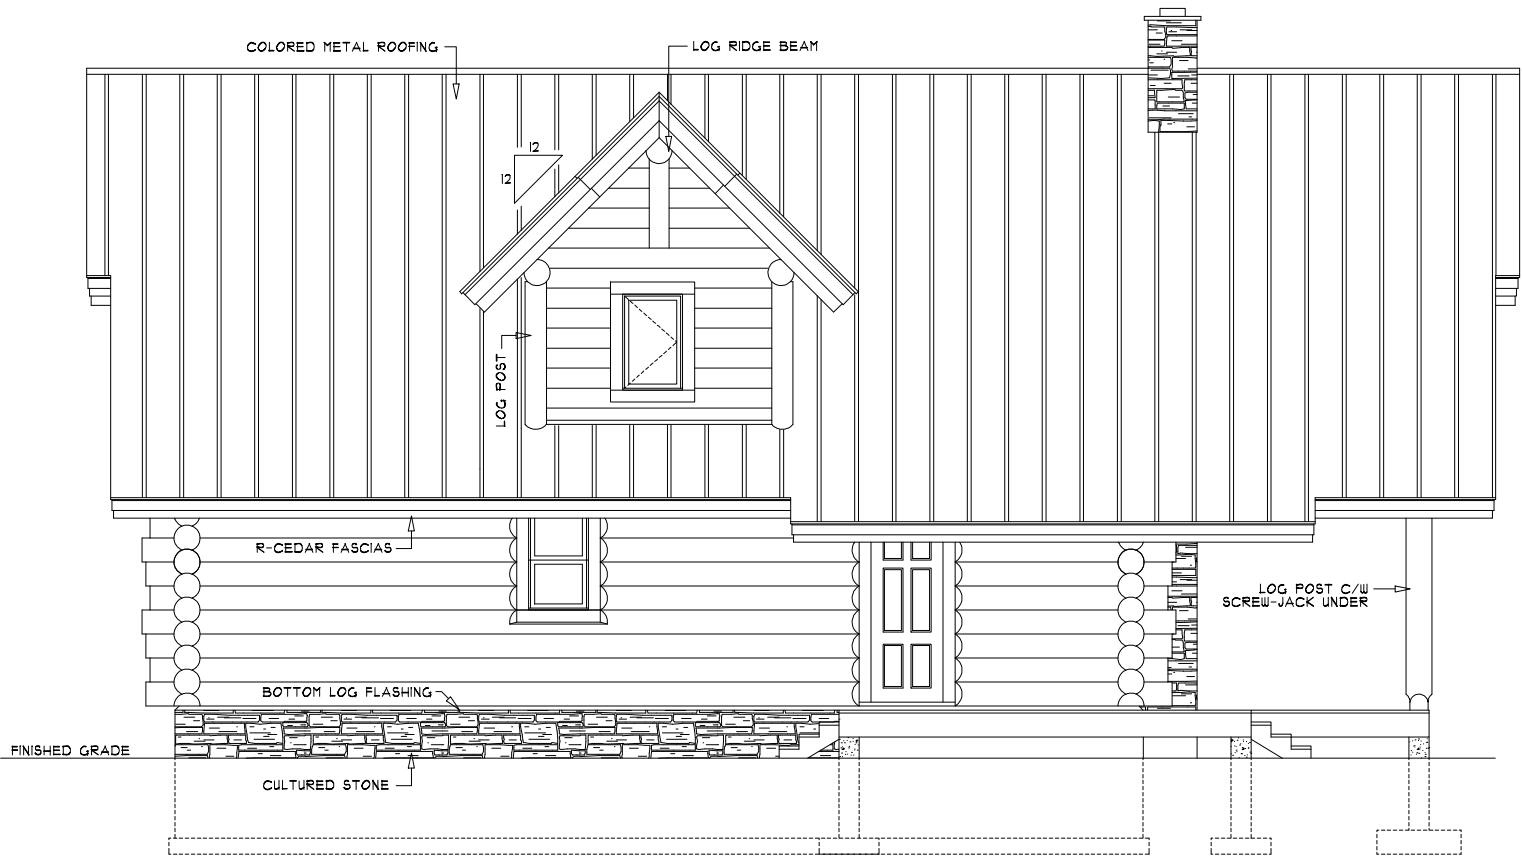 COLORED METAL ROOFING
LOG RIDGE BEAM
12
12
LOG POST
R-CEDAR FASCIAS
LOG POST C/W
SCREW-JACK UNDER
BOTTOM LOG FLASHING
FINISHED GRADE
CULTURED STONE